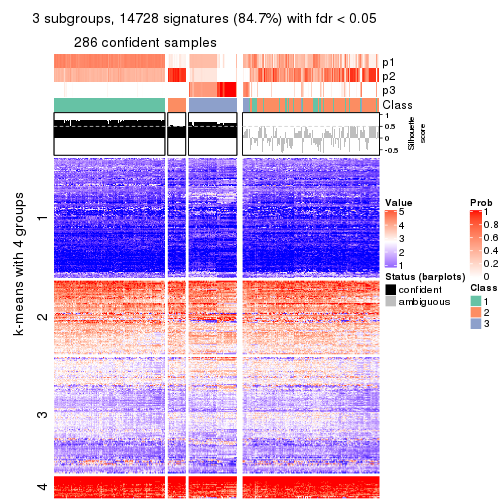 3 subgroups, 14728 signatures (84.7%) with fdr < 0.05
286 confident samples
p1
p2
p3
Class
1
0.5
0
-0.5
Silhouette
score
k-means with 4 groups
1
2
3
4
Value
5
4
3
2
1
Status (barplots)
confident
ambiguous
Prob
1
0.8
0.6
0.4
0.2
0
Class
1
2
3